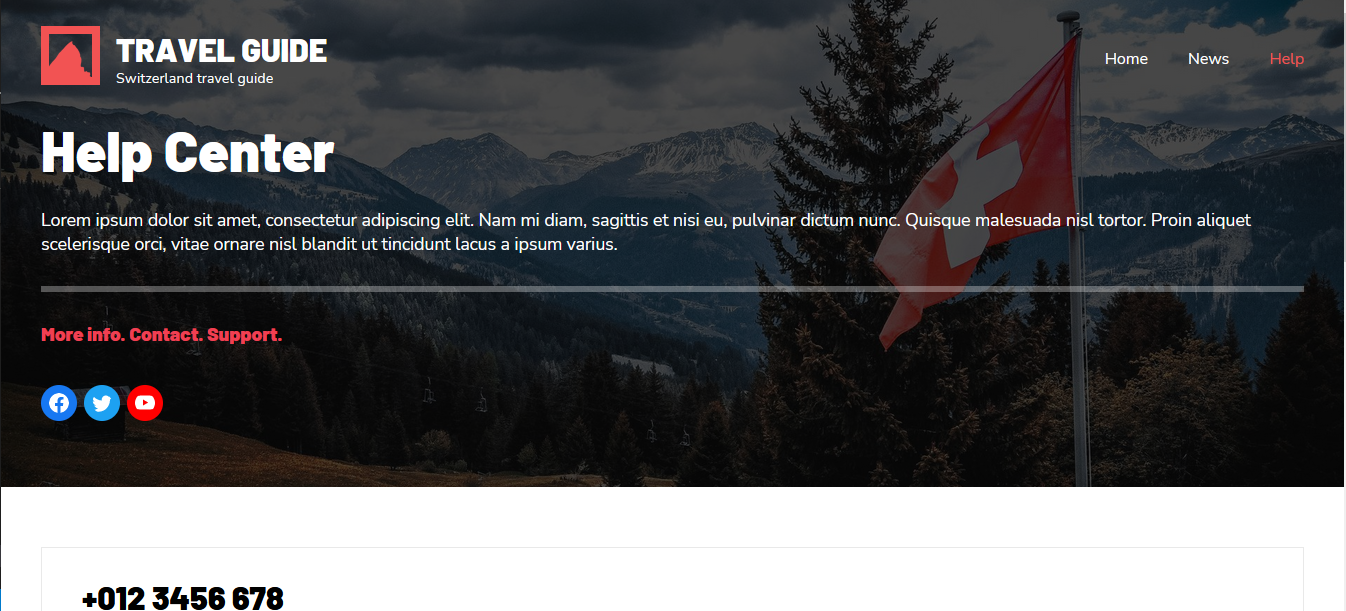 TRAVEL GUIDE
Switzerland travel guide
Home News Help
Help Center
Lorem ipsum dolor sit amet, consectetur adipiscing elit. Nam mi diam, sagittis et nisi eu, pulvinar dictum nunc. Quisque malesuada nisl tortor. Proin aliquet
scelerisque orci, vitae ornare nisl blandit ut tincidunt lacus a ipsum varius.
More info. Contact. Support.
+012 3456 678